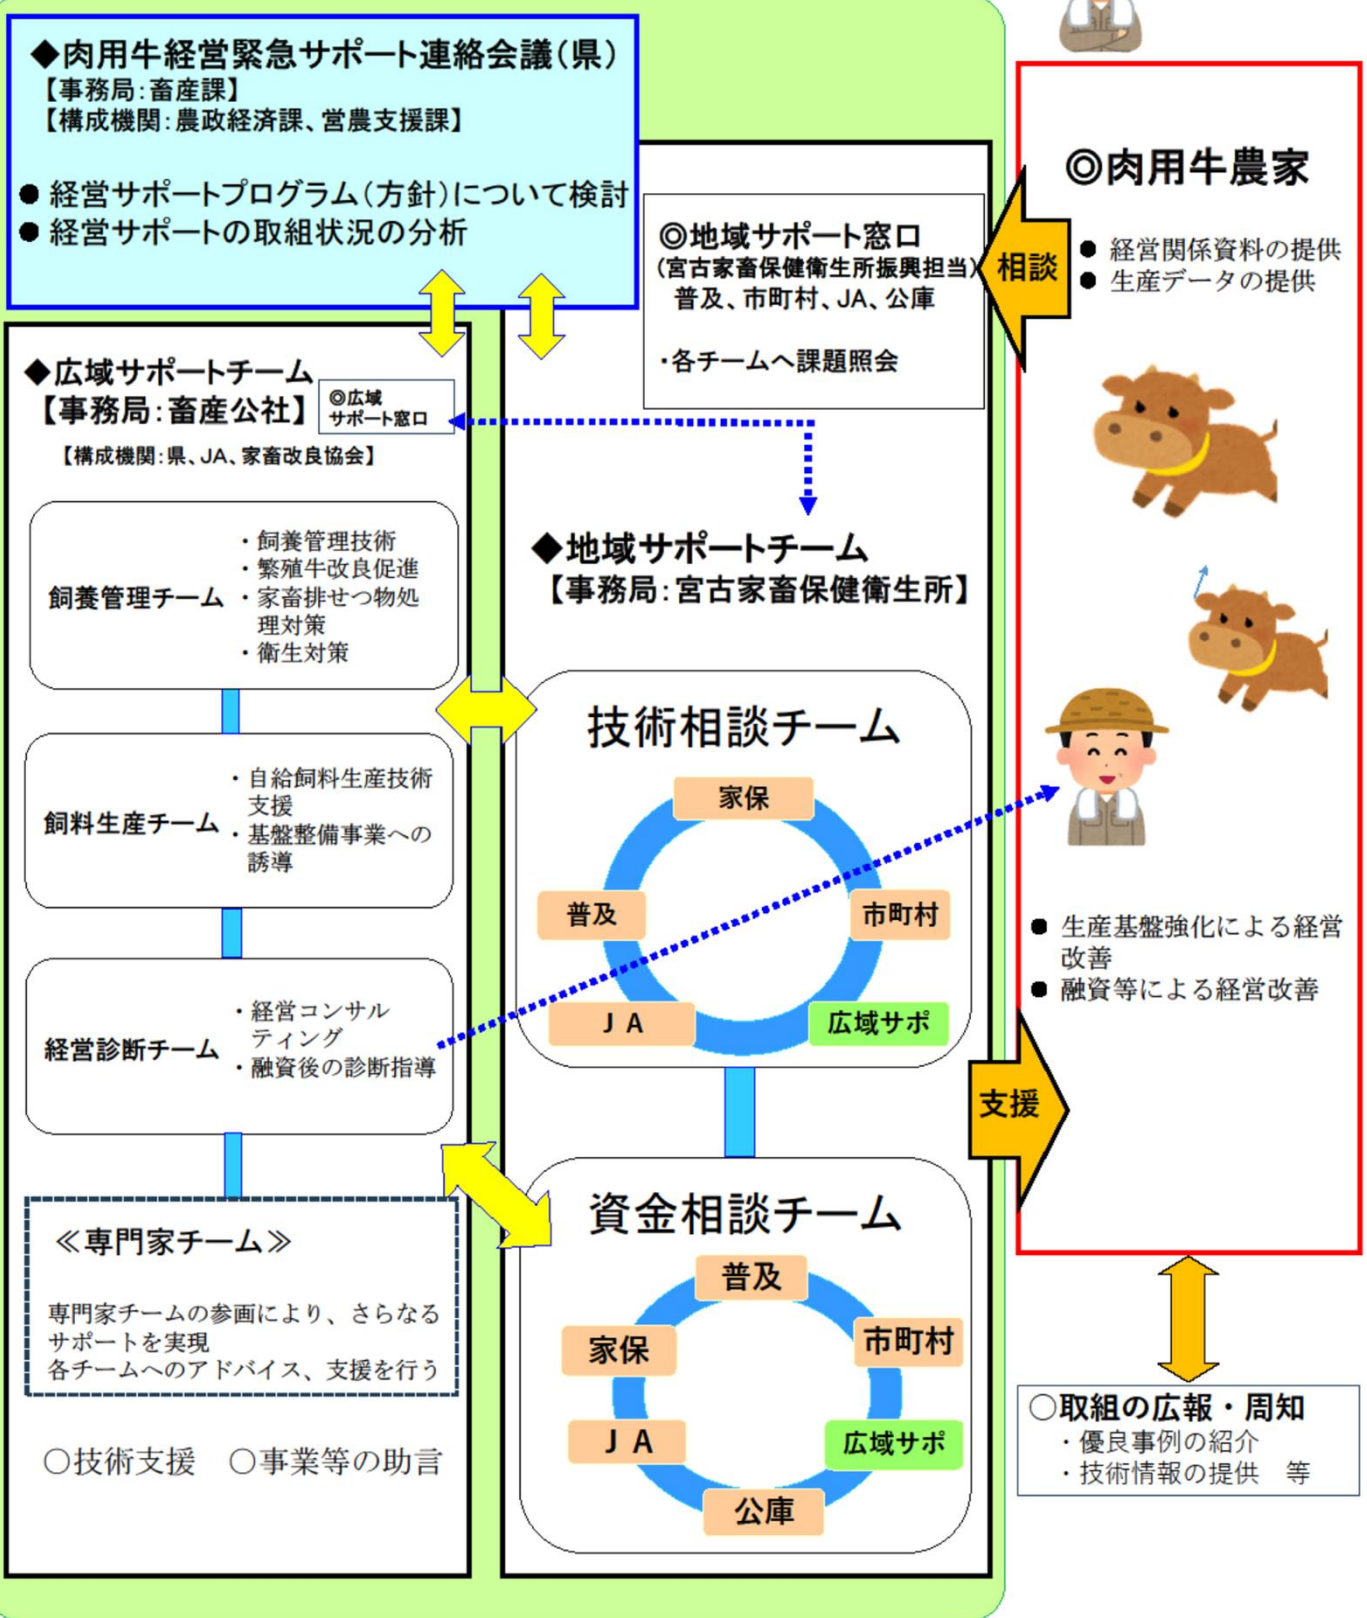 ◆肉用牛経営緊急サポート連絡会議(県)
【事務局:畜産課】
【構成機関:農政経済課、営農支援課】
● 経営サポートプログラム(方針)について検討
● 経営サポートの取組状況の分析
◆広域サポートチーム
【事務局:畜産公社】
◎広域
サポート窓口
【構成機関:県、JA、家畜改良協会】
飼養管理チーム
・飼養管理技術
・繁殖牛改良促進
・家畜排せつ物処
理対策
・衛生対策
飼料生産チーム
・自給飼料生産技術
支援
・基盤整備事業への
誘導
経営診断チーム
・経営コンサル
ティング
・融資後の診断指導
≪専門家チーム≫
専門家チームの参画により、さらなる
サポートを実現
各チームへのアドバイス、支援を行う
○技術支援 ○事業等の助言
◎地域サポート窓口
(宮古家畜保健衛生所振興担当)
普及、市町村、JA、公庫
・各チームへ課題照会
◆地域サポートチーム
【事務局:宮古家畜保健衛生所】
技術相談チーム
家保
普及
市町村
JA
広域サポ
資金相談チーム
普及
家保
市町村
JA
広域サポ
公庫
相談
◎肉用牛農家
● 経営関係資料の提供
● 生産データの提供
● 生産基盤強化による経営
改善
● 融資等による経営改善
支援
○取組の広報・周知
・優良事例の紹介
・技術情報の提供 等